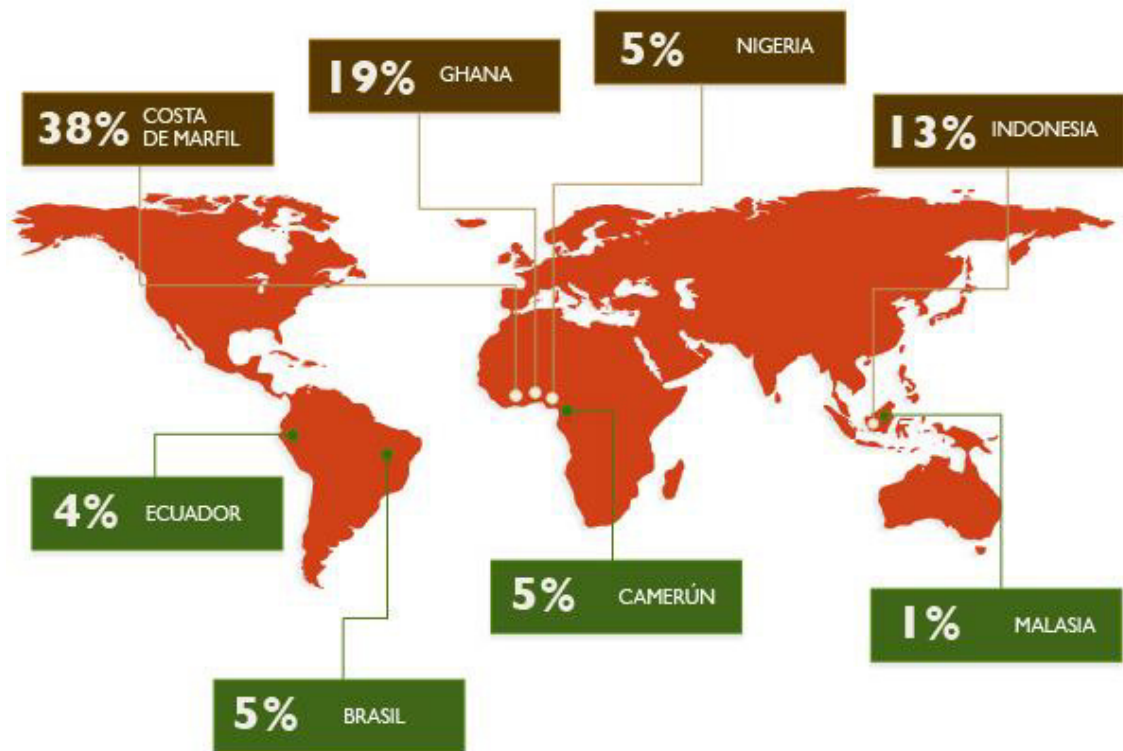 5% NIGERIA
19% GHANA
38% COSTA
DE MARFIL
13% INDONESIA
4% ECUADOR
5% CAMERÚN
1% MALASIA
5% BRASIL